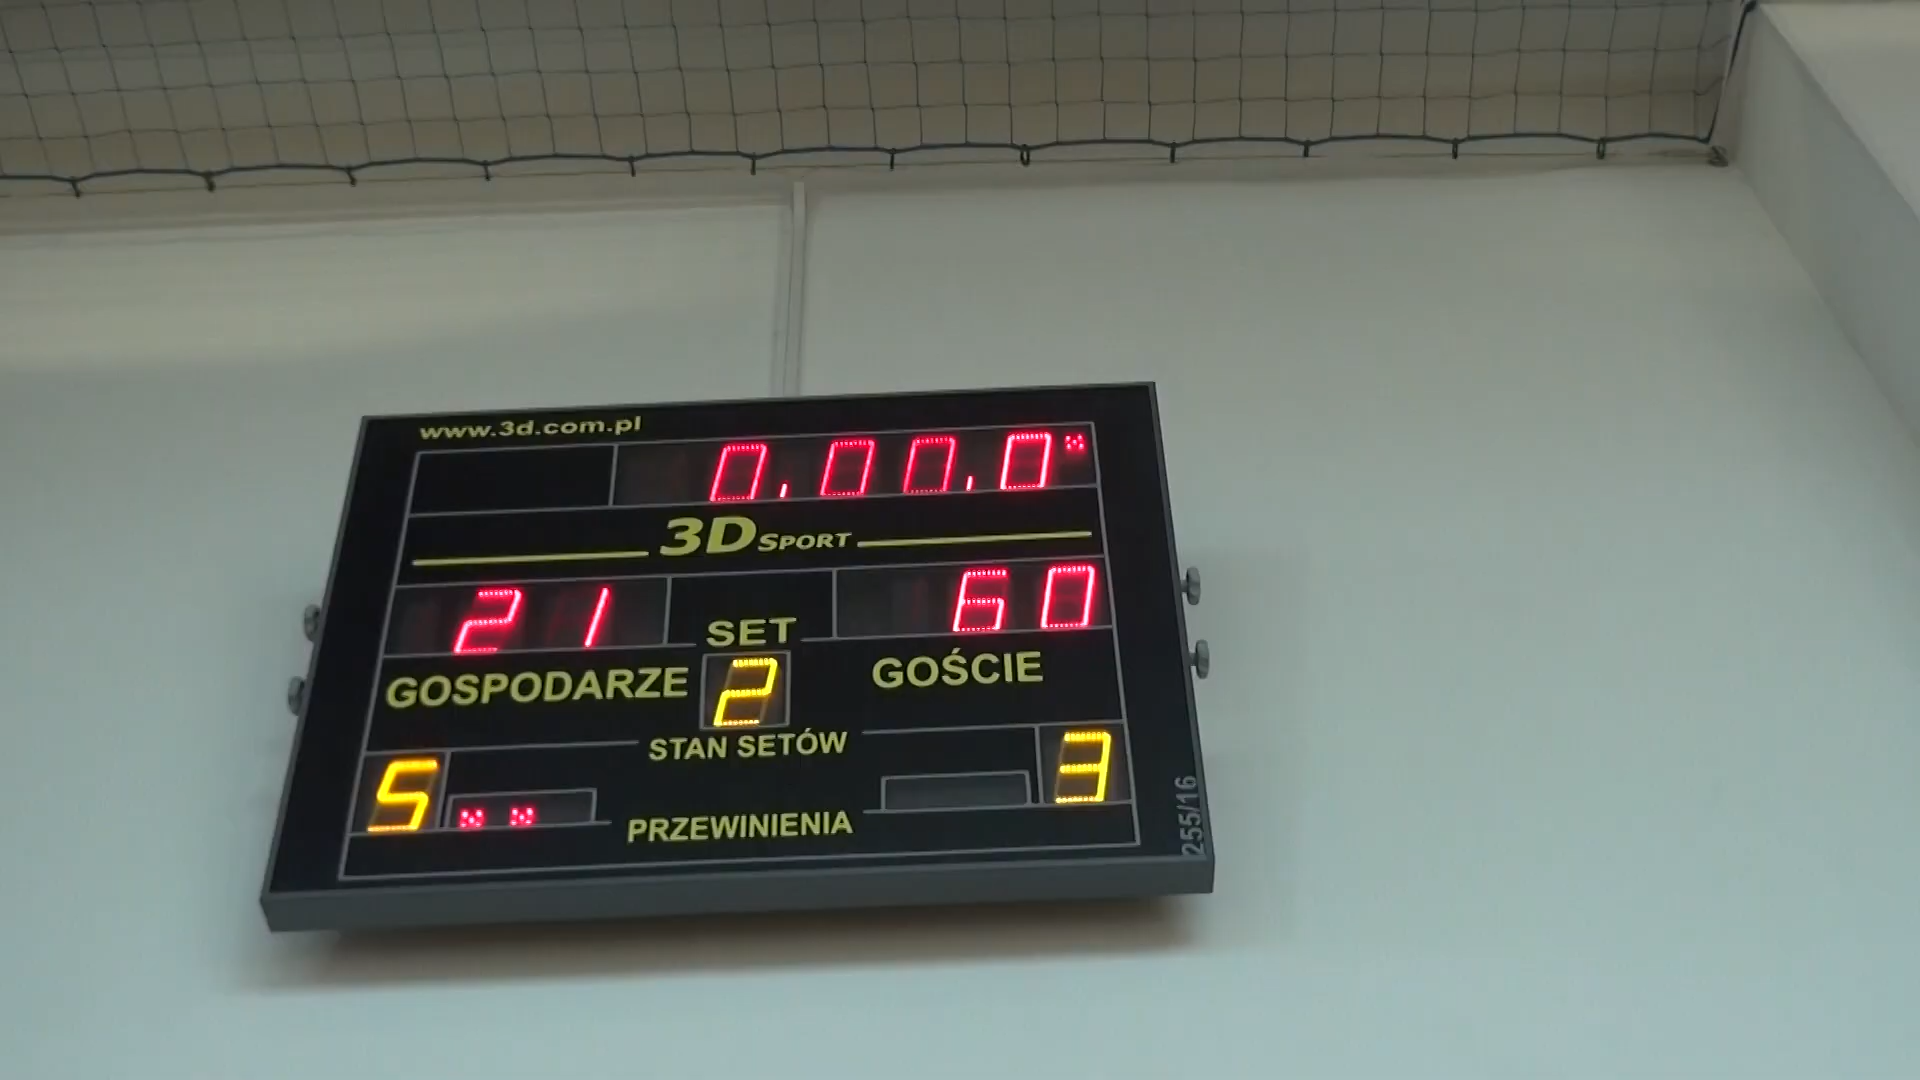 www.3d.com.pl
0.00.0
3D SPORT
21 60
SET
GOSPODARZE 2 GOŚCIE
STAN SETÓW
5 3
PRZEWINIENIA
255/16